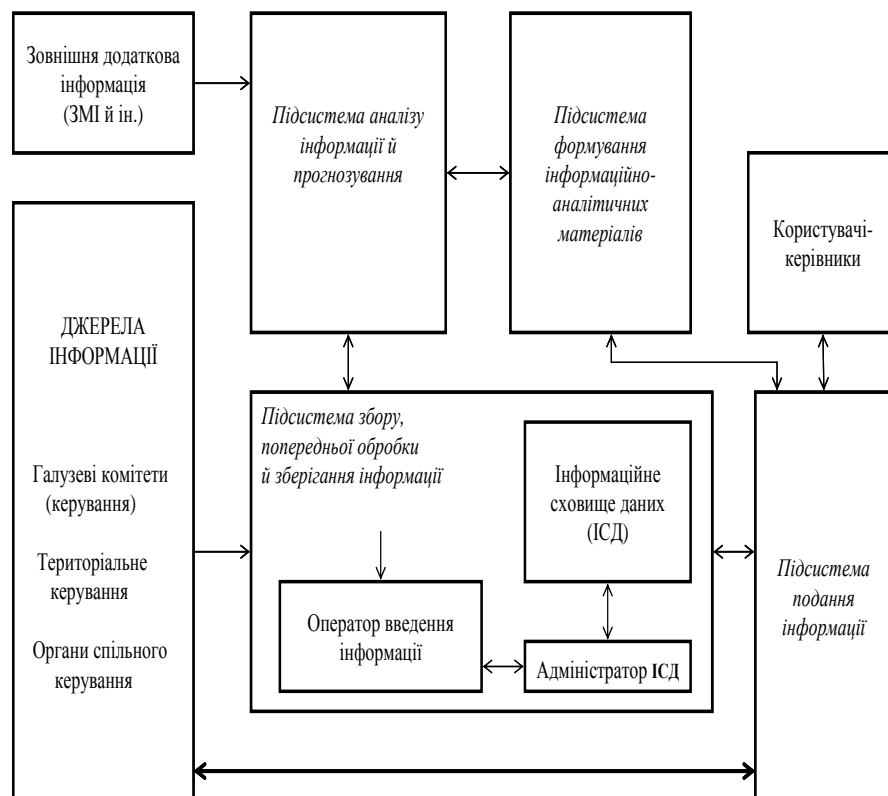 Зовнішня додаткова
інформація
(ЗМІ й ін.)
Підсистема аналізу
інформації й
прогнозування
Підсистема
формування
інформаційно-
аналітичних
матеріалів
Користувачі-
керівники
ДЖЕРЕЛА
ІНФОРМАЦІЇ
Галузеві комітети
(керування)
Територіальне
керування
Органи спільного
керування
Підсистема збору,
попередньої обробки
й зберігання інформації
Інформаційне
сховище даних
(ІСД)
Оператор введення
інформації
Адміністратор ІСД
Підсистема
подання
інформації